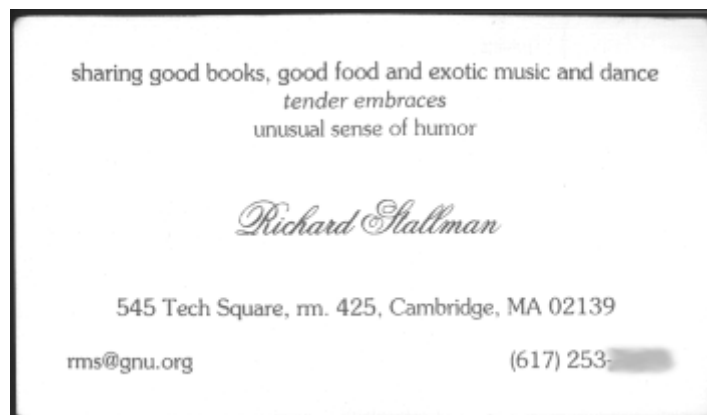 sharing good books, good food and exotic music and dance
tender embraces
unusual sense of humor
Richard Stallman
545 Tech Square, rm. 425, Cambridge, MA 02139
rms@gnu.org (617) 253-